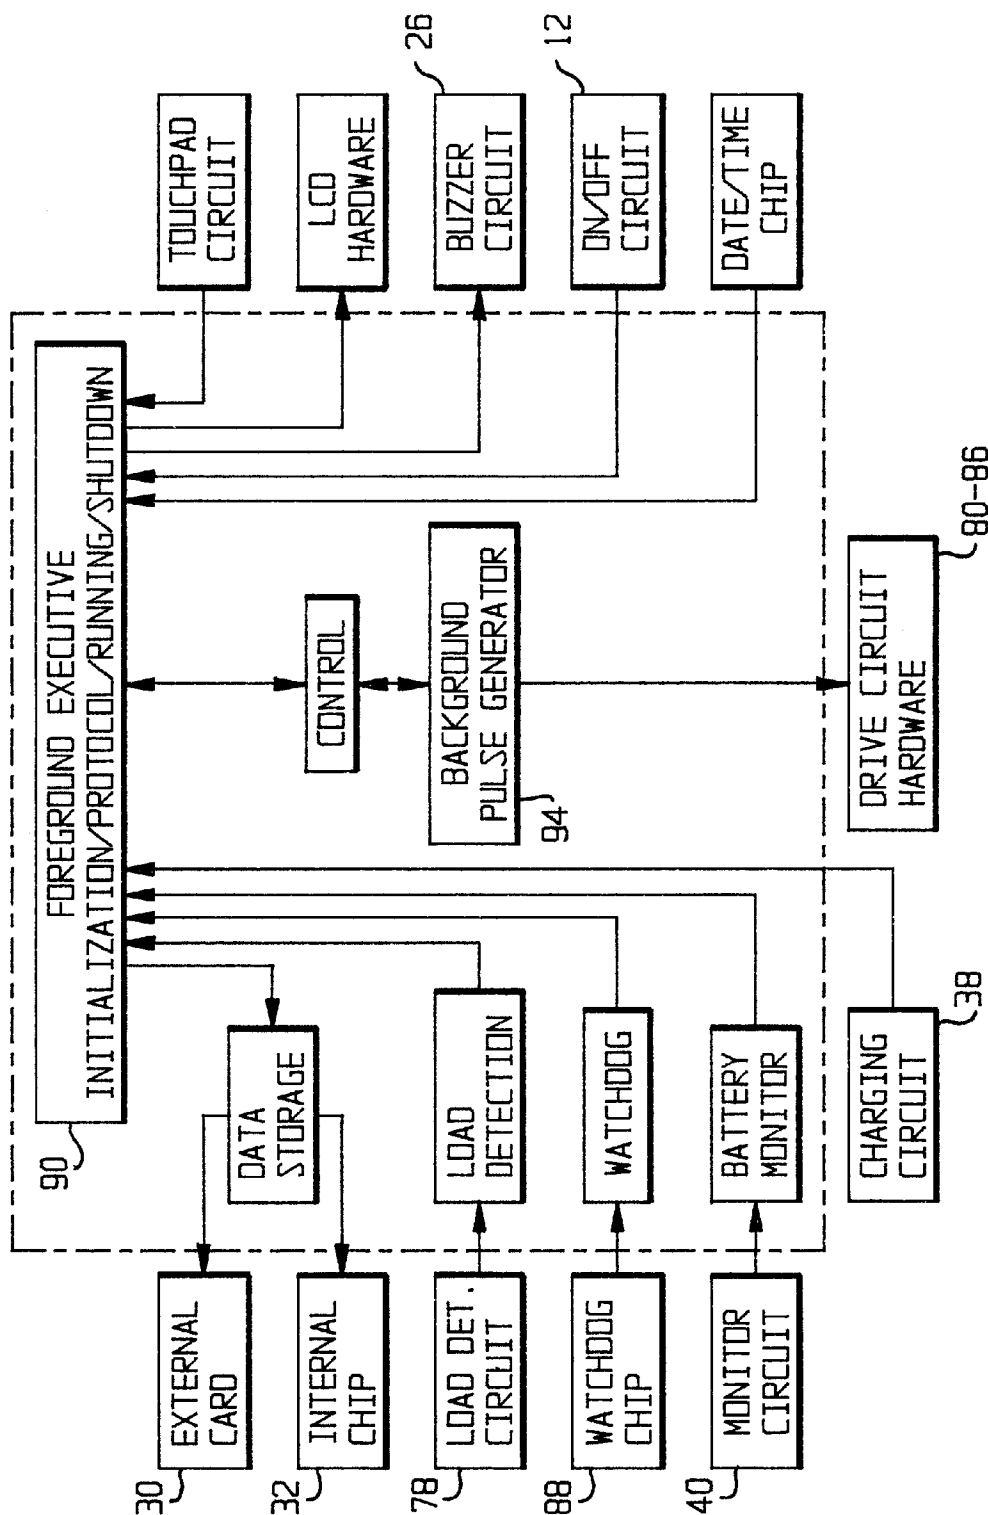 FOREGROUND EXECUTIVE
INITIALIZATION/PROTOCOL/RUNNING/SHUTDOWN
90
EXTERNAL
CARD
30
INTERNAL
CHIP
32
LOAD DET.
CIRCUIT
78
WATCHDOG
CHIP
88
MONITOR
CIRCUIT
40
DATA
STORAGE
LOAD
DETECTION
WATCHDOG
BATTERY
MONITOR
CHARGING
CIRCUIT
38
CONTROL
BACKGROUND
PULSE GENERATOR
94
DRIVE CIRCUIT
HARDWARE
80-86
TOUCHPAD
CIRCUIT
LCD
HARDWARE
BUZZER
CIRCUIT
26
ON/OFF
CIRCUIT
12
DATE/TIME
CHIP